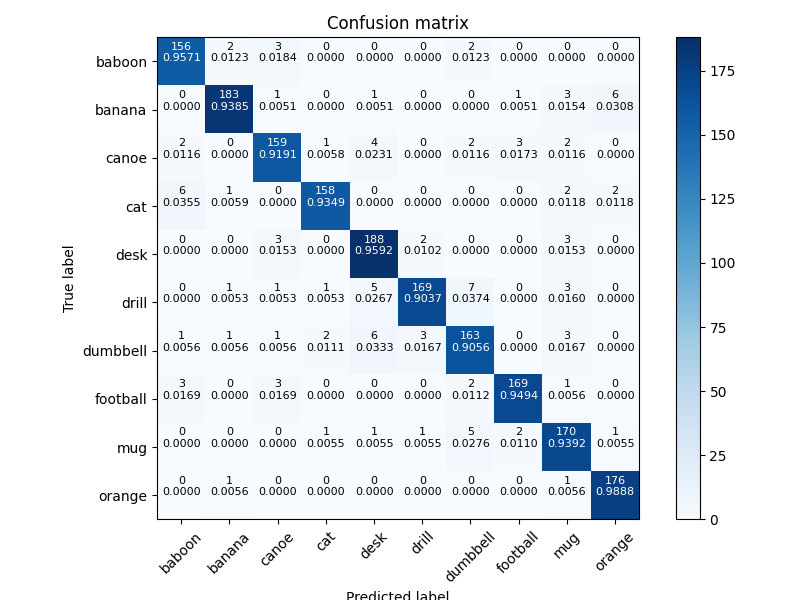 Confusion matrix
baboon 156 2 3 0 0 0 2 0 0 0
0.9571 0.0123 0.0184 0.0000 0.0000 0.0000 0.0123 0.0000 0.0000 0.0000
banana 0 183 1 0 1 0 0 1 3 6
0.0000 0.9385 0.0051 0.0000 0.0051 0.0000 0.0000 0.0051 0.0154 0.0308
canoe 2 0 159 1 4 0 2 3 2 0
0.0116 0.0000 0.9191 0.0058 0.0231 0.0000 0.0116 0.0173 0.0116 0.0000
cat 6 1 0 158 0 0 0 0 2 2
0.0355 0.0059 0.0000 0.9349 0.0000 0.0000 0.0000 0.0000 0.0118 0.0118
desk 0 0 3 0 188 2 0 0 3 0
0.0000 0.0000 0.0153 0.0000 0.9592 0.0102 0.0000 0.0000 0.0153 0.0000
drill 0 1 1 1 5 169 7 0 3 0
0.0000 0.0053 0.0053 0.0053 0.0267 0.9037 0.0374 0.0000 0.0160 0.0000
dumbbell 1 1 1 2 6 3 163 0 3 0
0.0056 0.0056 0.0056 0.0111 0.0333 0.0167 0.9056 0.0000 0.0167 0.0000
football 3 0 3 0 0 0 2 169 1 0
0.0169 0.0000 0.0169 0.0000 0.0000 0.0000 0.0112 0.9494 0.0056 0.0000
mug 0 0 0 1 1 1 5 2 170 1
0.0000 0.0000 0.0000 0.0055 0.0055 0.0055 0.0276 0.0110 0.9392 0.0055
orange 0 1 0 0 0 0 0 0 1 176
0.0000 0.0056 0.0000 0.0000 0.0000 0.0000 0.0000 0.0000 0.0056 0.9888
True label
baboon banana canoe cat desk drill dumbbell football mug orange
Predicted label
175
150
125
100
75
50
25
0